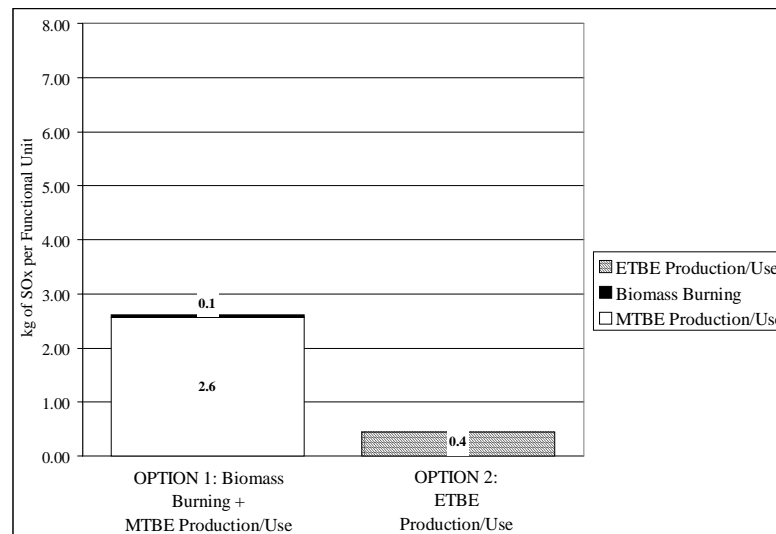 8.00
7.00
6.00
5.00
4.00
3.00
2.00
1.00
0.00
kg of SOx per Functional Unit
0.1
2.6
0.4
OPTION 1: Biomass
Burning +
MTBE Production/Use
OPTION 2:
ETBE
Production/Use
ETBE Production/Use
Biomass Burning
MTBE Production/Use